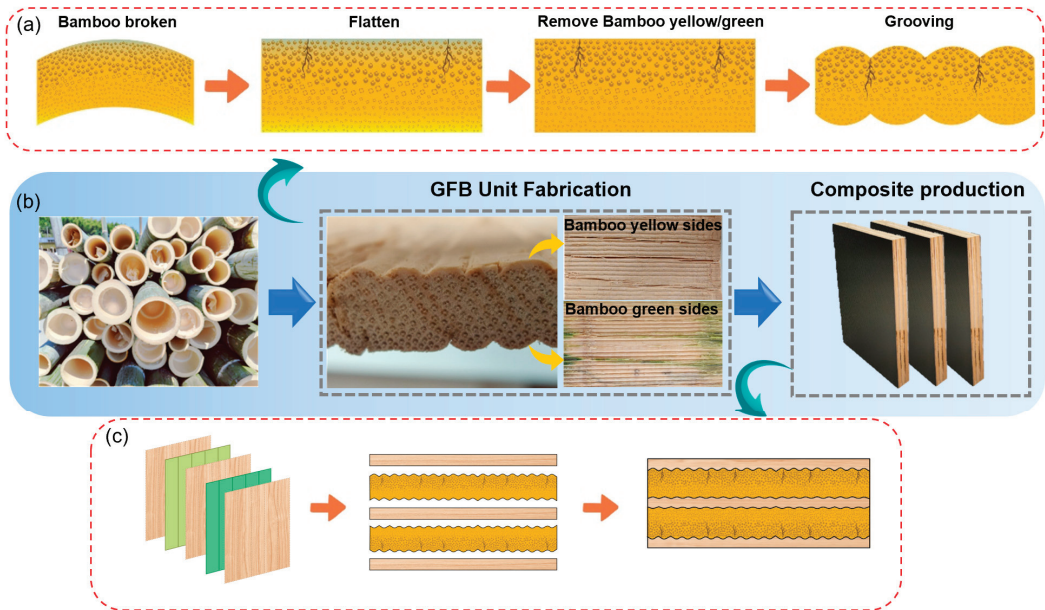 (a)
Bamboo broken
Flatten
Remove Bamboo yellow/green
Grooving
(b)
GFB Unit Fabrication
Composite production
Bamboo yellow sides
Bamboo green sides
(c)